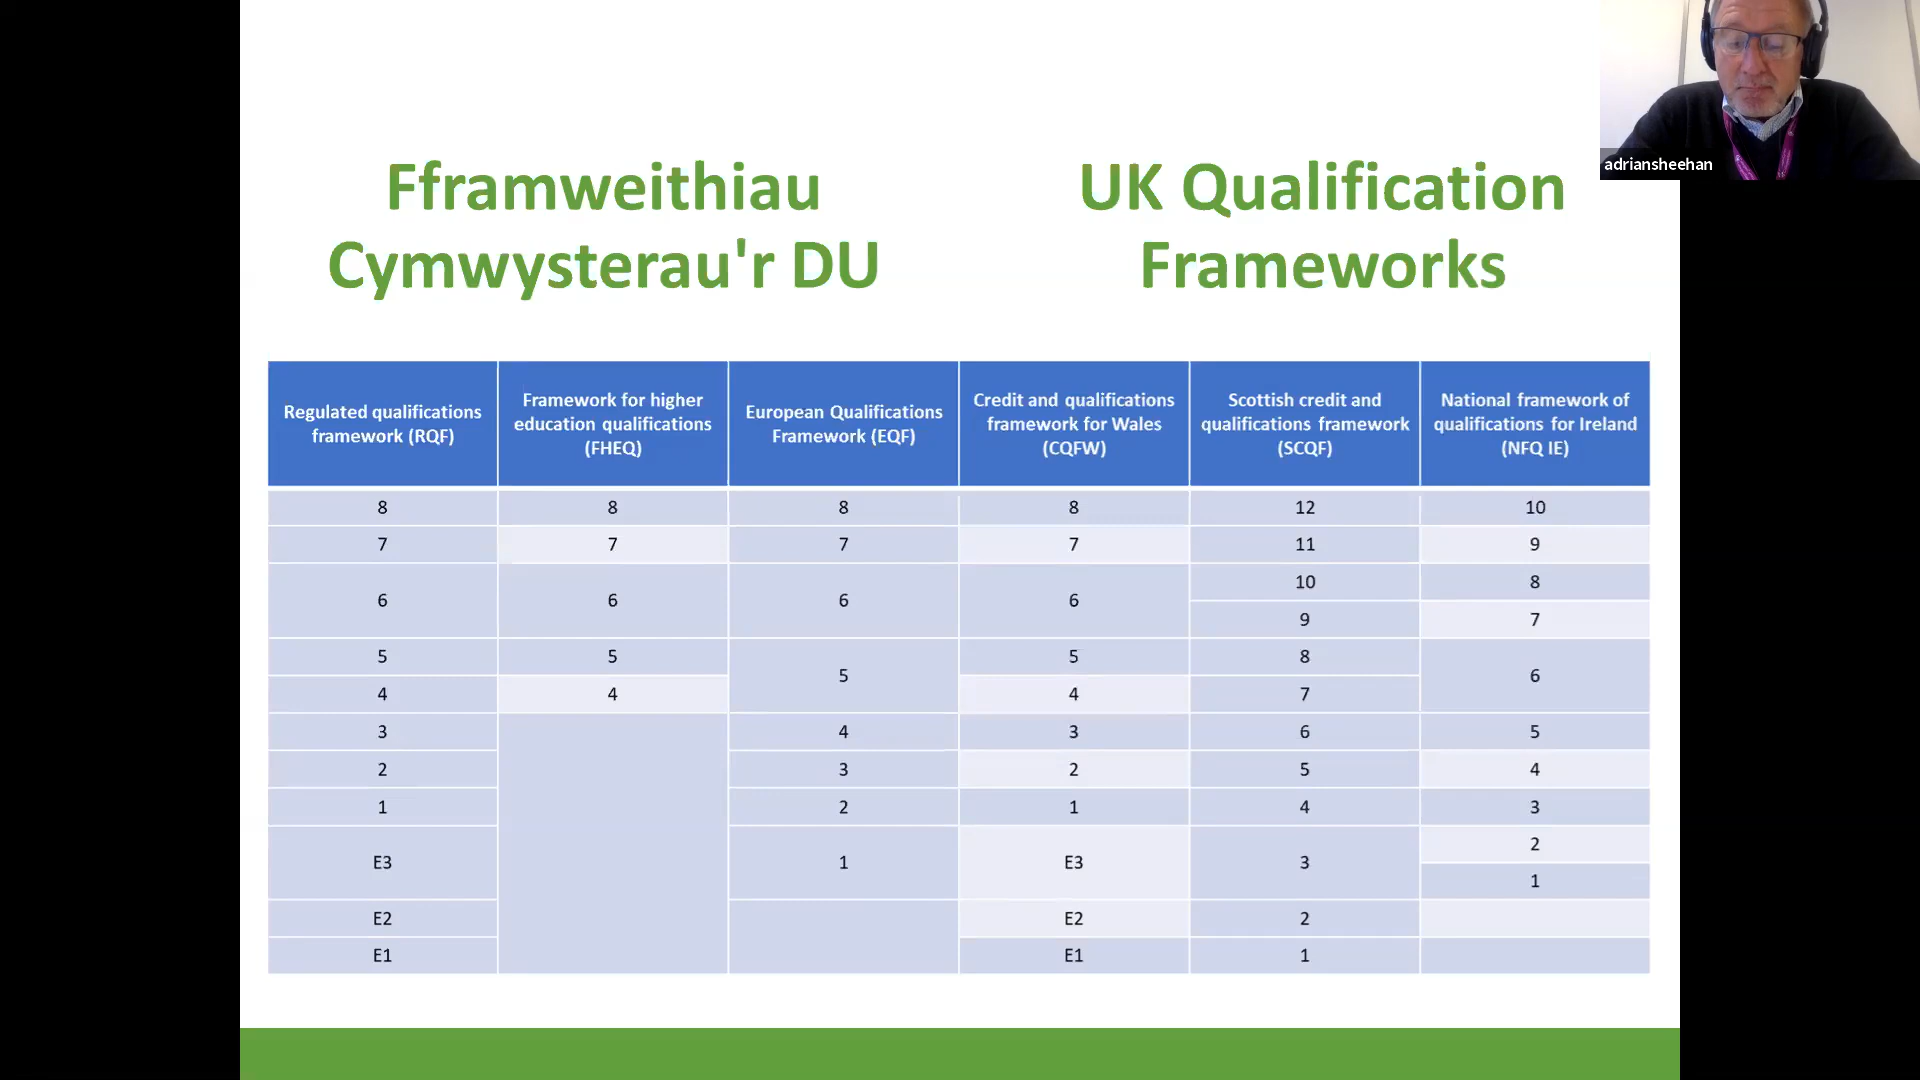 Fframweithiau
Cymwysterau'r DU
UK Qualification
Frameworks
adriansheehan
Regulated qualifications
framework (RQF)
Framework for higher
education qualifications
(FHEQ)
European Qualifications
Framework (EQF)
Credit and qualifications
framework for Wales
(CQFW)
Scottish credit and
qualifications framework
(SCQF)
National framework of
qualifications for Ireland
(NFQ IE)
8 8 8 8 12 10
7 7 7 7 11 9
6 6 6 6 10 8
9 7
5 5 5 5 8 6
4 4 4 7
3 4 3 6 5
2 3 2 5 4
1 2 1 4 3
E3 1 E3 3 2
1
E2 E2 2
E1 E1 1